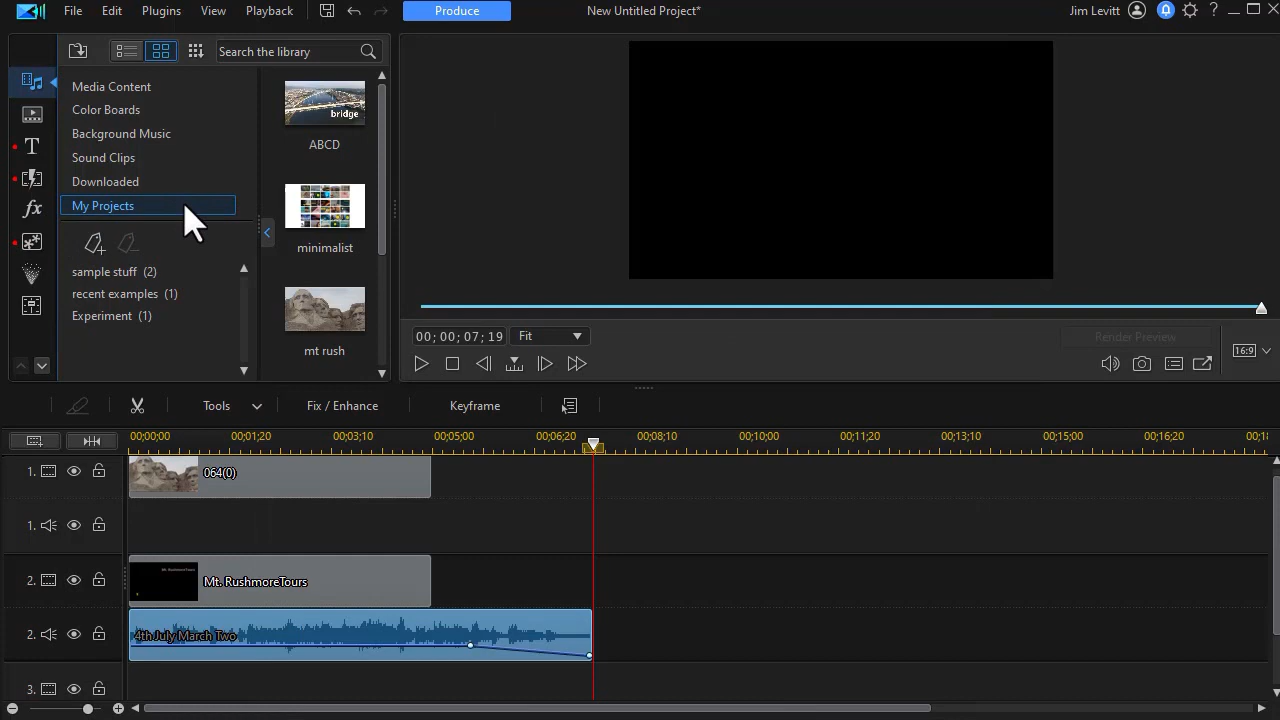 File Edit Plugins View Playback Produce New Untitled Project* Jim Levitt ?
Search the library
Media Content
Color Boards
Background Music
Sound Clips
Downloaded
My Projects
sample stuff (2)
recent examples (1)
Experiment (1)
bridge
ABCD
minimalist
mt rush
T
fx
00; 00; 07; 19 Fit Render Preview
16:9
Tools Fix / Enhance Keyframe
00;00;00 00;01;20 00;03;10 00;05;00 00;06;20 00;08;10 00;10;00 00;11;20 00;13;10 00;15;00 00;16;20 00;18
1. 064(0)
1.
2. Mt. RushmoreTours
2. 4th July March Two
3.